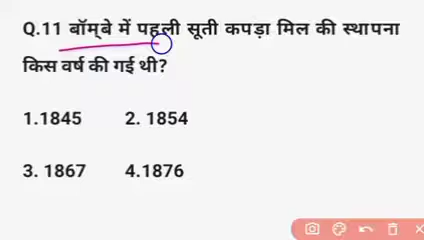 Q.11 बॉम्बे में पहली सूती कपड़ा मिल की स्थापना
किस वर्ष की गई थी?
1.1845 2. 1854
3. 1867 4.1876